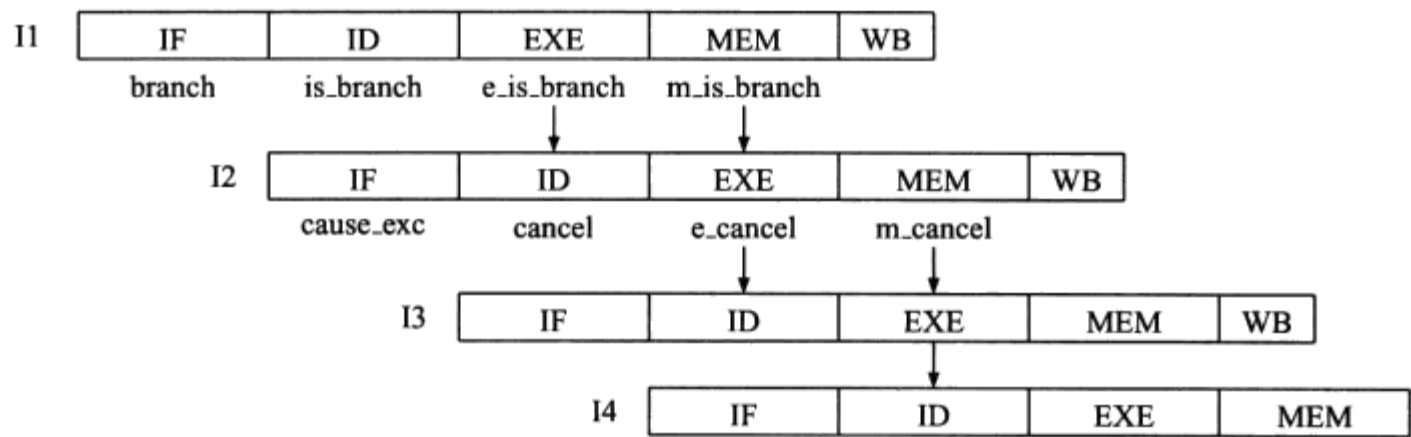 I1 IF ID EXE MEM WB
branch is_branch e_is_branch m_is_branch
I2 IF ID EXE MEM WB
cause_exc cancel e_cancel m_cancel
I3 IF ID EXE MEM WB
I4 IF ID EXE MEM